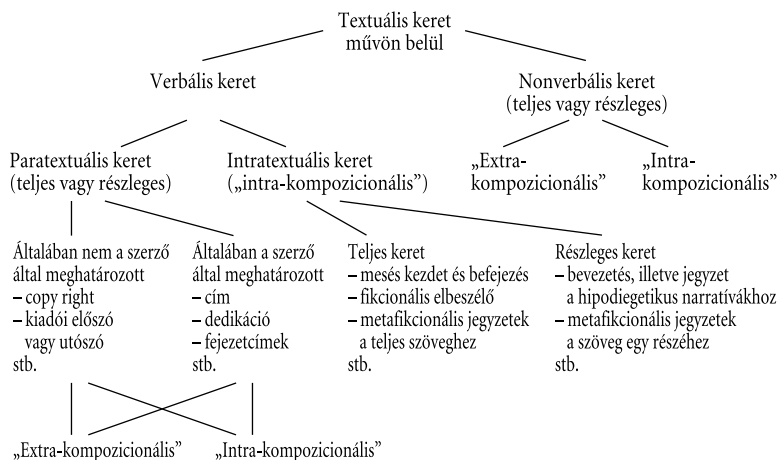 Textuális keret
művön belül
Verbális keret
Nonverbális keret
(teljes vagy részleges)
Paratextuális keret
(teljes vagy részleges)
Intratextuális keret
(„intra-kompozicionális”)
„Extra-
kompozicionális”
„Intra-
kompozicionális”
Általában nem a szerző
által meghatározott
– copy right
– kiadói előszó
vagy utószó
stb.
Általában a szerző
által meghatározott
– cím
– dedikáció
– fejezetcímek
stb.
Teljes keret
– mesés kezdet és befejezés
– fikcionális elbeszélő
– metafikcionális jegyzetek
a teljes szöveghez
stb.
Részleges keret
– bevezetés, illetve jegyzet
a hipodiegetikus narratívákhoz
– metafikcionális jegyzetek
a szöveg egy részéhez
stb.
„Extra-kompozicionális”
„Intra-kompozicionális”